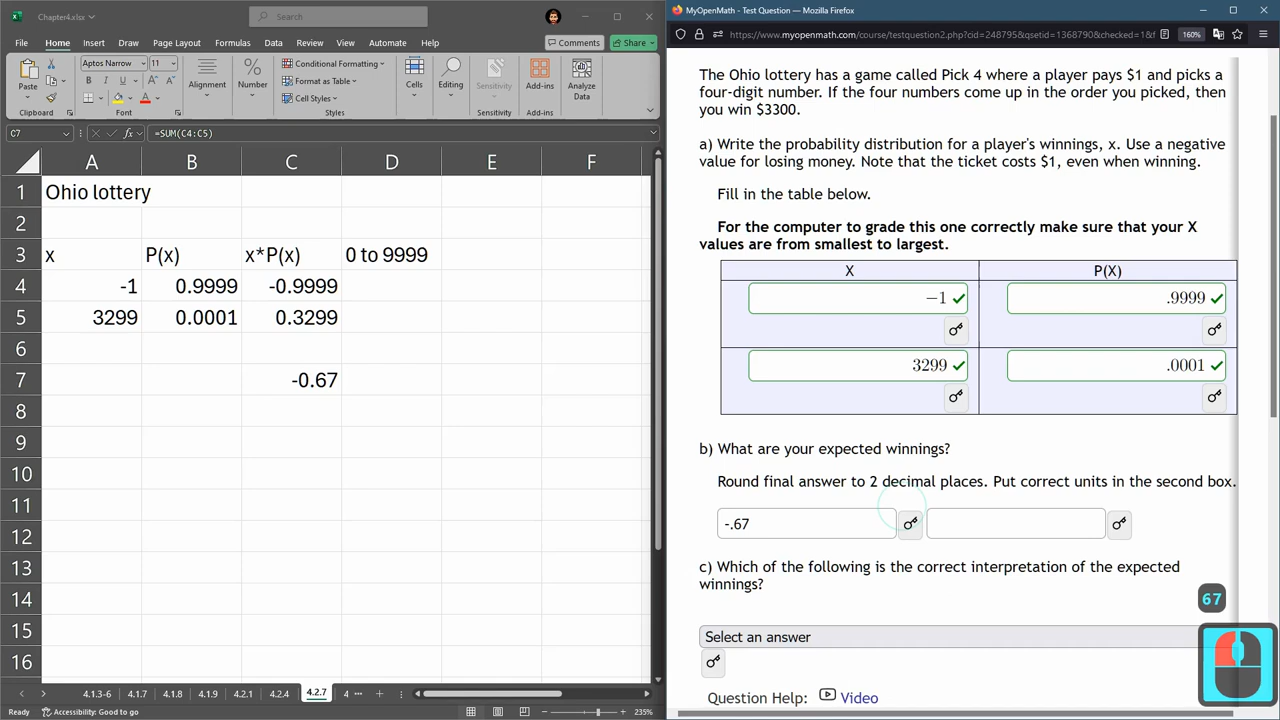 Chapter4.xlsx
Search
File Home Insert Draw Page Layout Formulas Data Review View Automate Help Comments Share
Paste
Clipboard
Aptos Narrow 11
B I U A A
Font
Alignment
Number
Conditional Formatting
Format as Table
Cell Styles
Styles
Cells
Editing
Sensitivity
Sensitivity
Add-ins
Add-ins
Analyze Data
C7 fx =SUM(C4:C5)
A B C D E F
1 Ohio lottery
2
3 x P(x) x*P(x) 0 to 9999
4 -1 0.9999 -0.9999
5 3299 0.0001 0.3299
6
7 -0.67
8
9
10
11
12
13
14
15
16
4.1.3-6 4.1.7 4.1.8 4.1.9 4.2.1 4.2.4 4.2.7 4 ...
Ready Accessibility: Good to go 235%
MyOpenMath - Test Question — Mozilla Firefox
https://www.myopenmath.com/course/testquestion2.php?cid=248795&qsetid=1368790&checked=1&f 160%
The Ohio lottery has a game called Pick 4 where a player pays $1 and picks a
four-digit number. If the four numbers come up in the order you picked, then
you win $3300.
a) Write the probability distribution for a player's winnings, x. Use a negative
value for losing money. Note that the ticket costs $1, even when winning.
Fill in the table below.
For the computer to grade this one correctly make sure that your X
values are from smallest to largest.
X P(X)
−1 .9999
3299 .0001
b) What are your expected winnings?
Round final answer to 2 decimal places. Put correct units in the second box.
-.67
c) Which of the following is the correct interpretation of the expected
winnings?
67
Select an answer
Question Help: Video